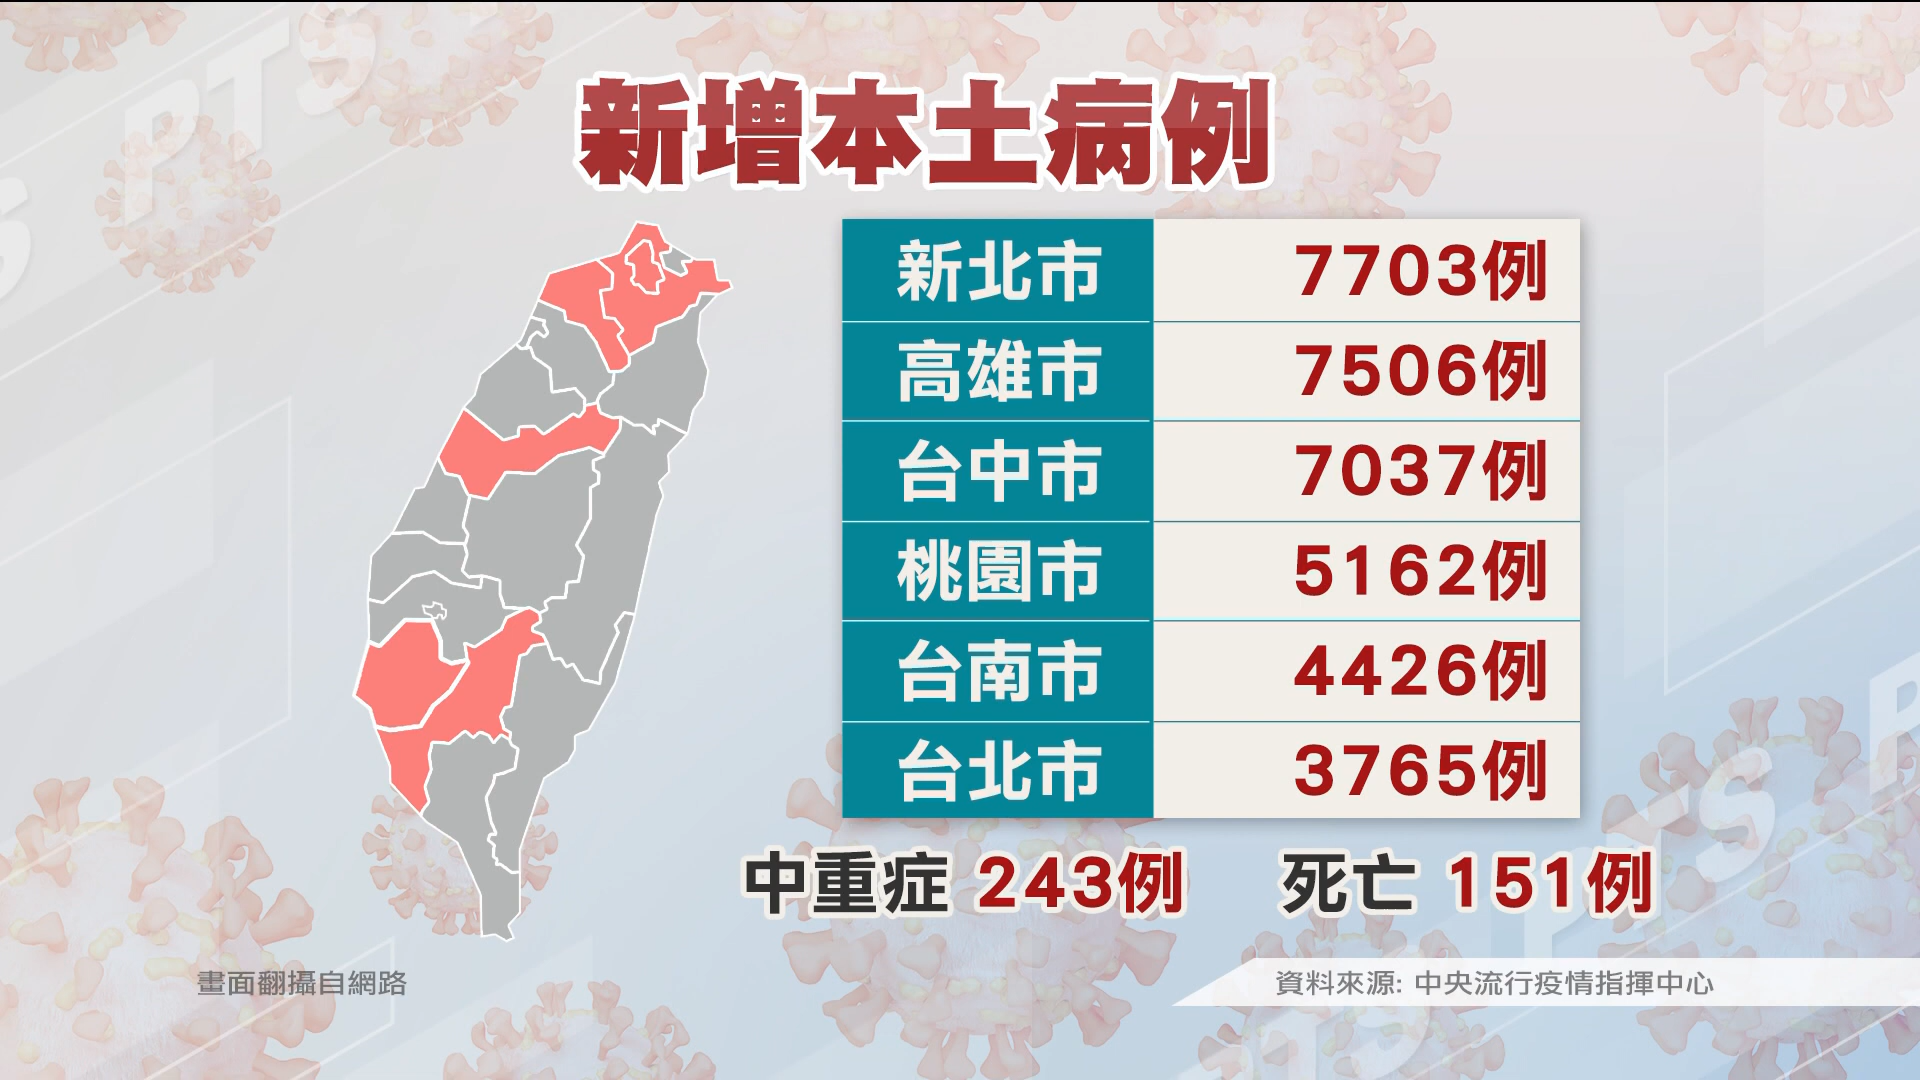 新增本土病例
新北市 7703例
高雄市 7506例
台中市 7037例
桃園市 5162例
台南市 4426例
台北市 3765例
中重症 243例 死亡 151例
畫面翻攝自網路
資料來源: 中央流行疫情指揮中心
PTS
PTS